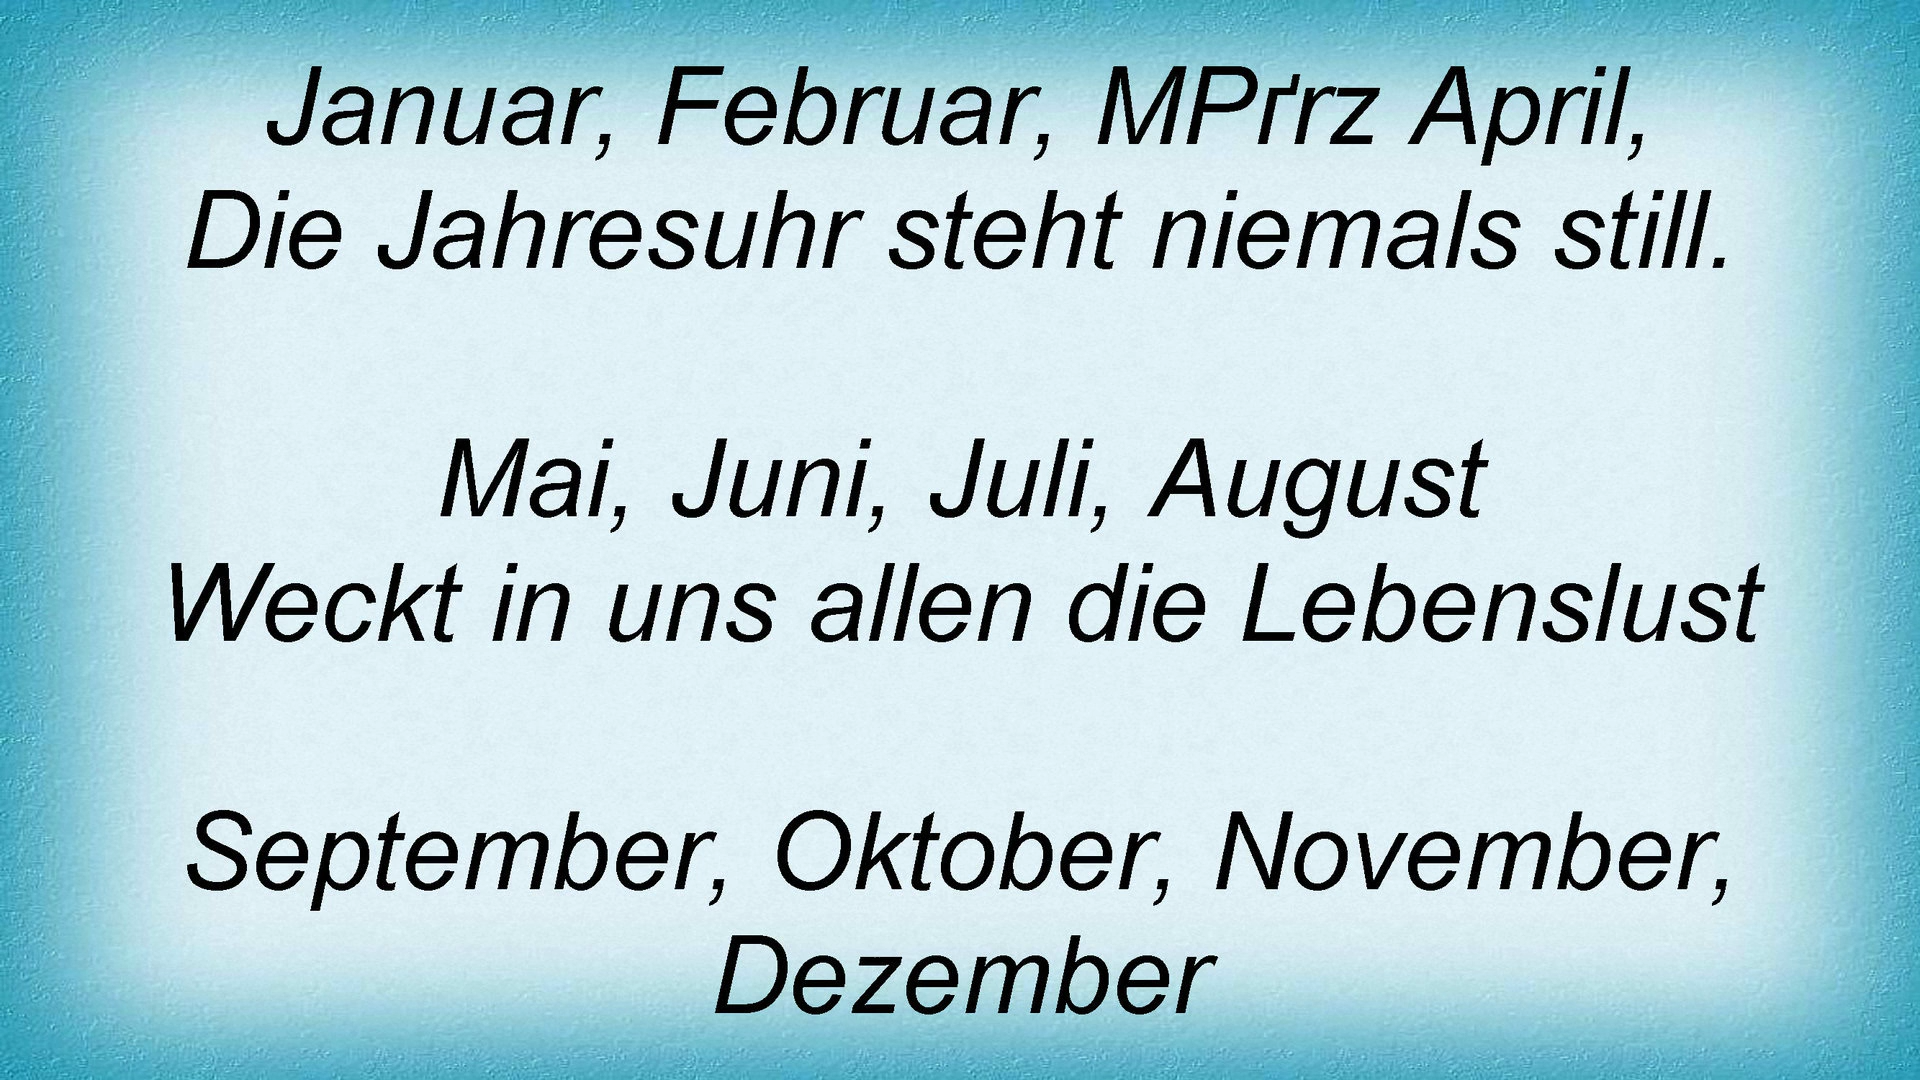 Januar, Februar, MРґrz April,
Die Jahresuhr steht niemals still.
Mai, Juni, Juli, August
Weckt in uns allen die Lebenslust
September, Oktober, November,
Dezember